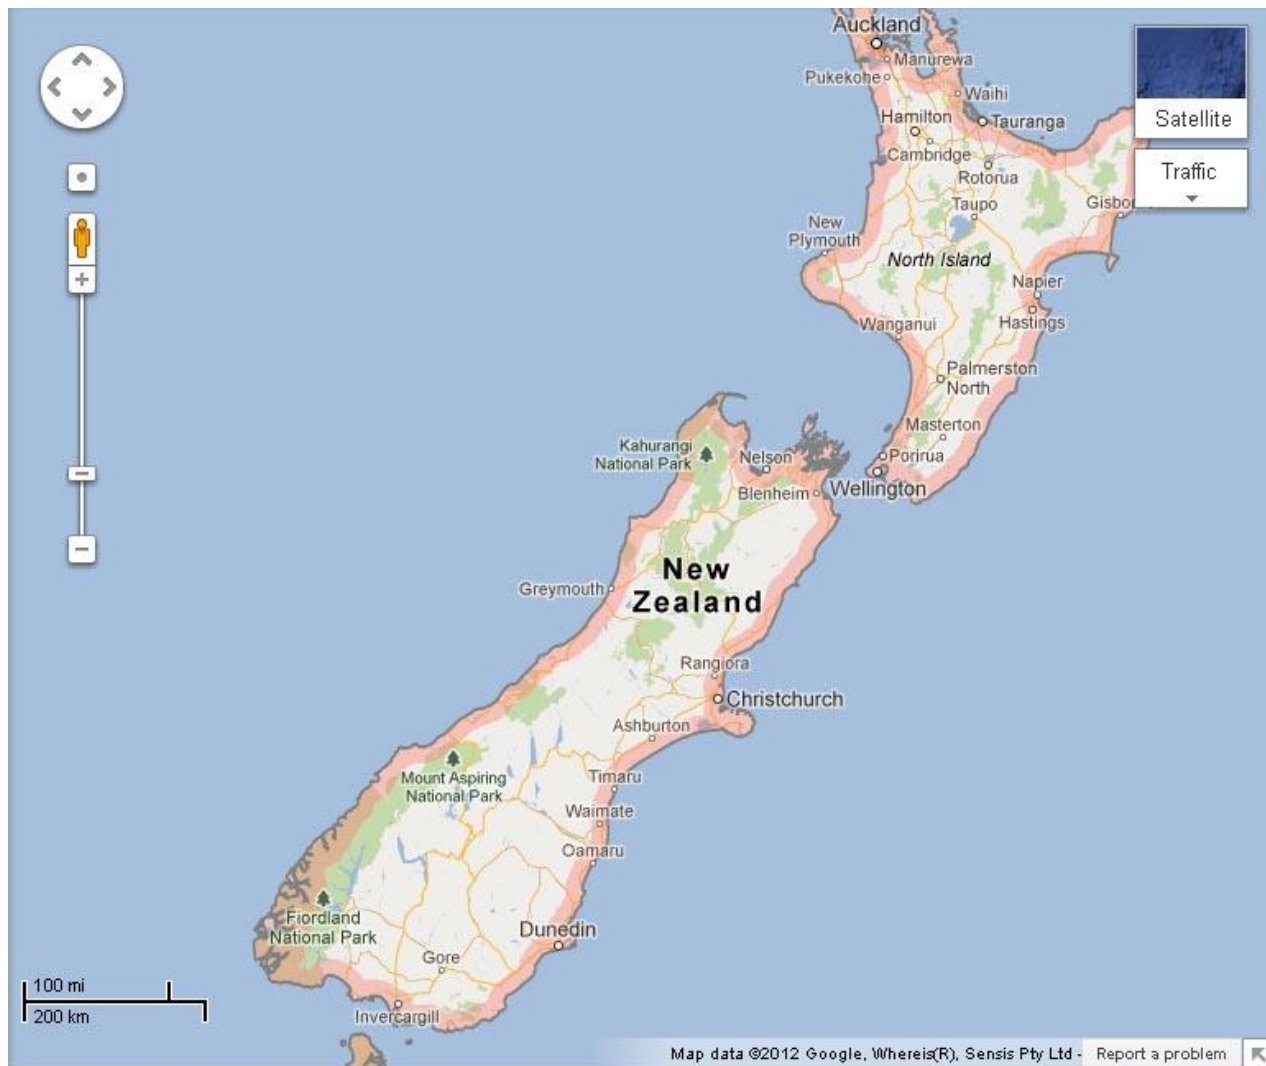 Auckland
Manurewa
Pukekohe
Waihi
Satellite
Hamilton
Tauranga
Cambridge
Traffic
Rotorua
Taupo
New
Plymouth
North Island
Napier
Wanganui
Hastings
Palmerston
North
Masterton
Kahurangi
National Park
Nelson
Porirua
Blenheim
Wellington
New
Zealand
Greymouth
Rangiora
Christchurch
Ashburton
Mount Aspiring
National Park
Timaru
Waimate
Oamaru
Fiordland
National Park
Dunedin
Gore
100 mi
200 km
Invercargill
Map data ©2012 Google, Whereis(R), Sensis Pty Ltd -
Report a problem